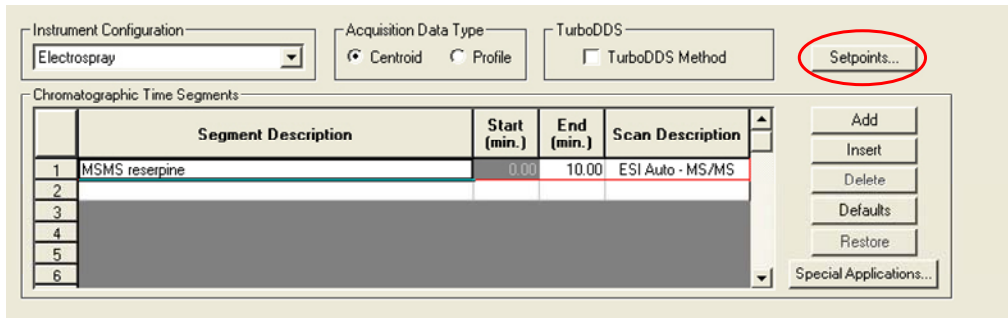 Instrument Configuration
Electrospray
Acquisition Data Type
Centroid Profile
TurboDDS
TurboDDS Method
Setpoints...
Chromatographic Time Segments
Segment Description Start (min.) End (min.) Scan Description
1 MSMS reserpine 0.00 10.00 ESI Auto - MS/MS
2
3
4
5
6
Add
Insert
Delete
Defaults
Restore
Special Applications...